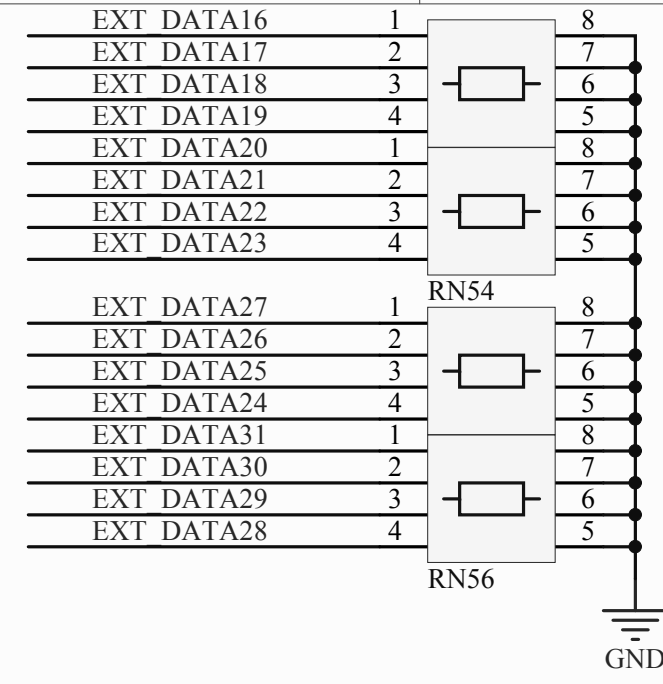 EXT_DATA16 1 8
EXT_DATA17 2 7
EXT_DATA18 3 6
EXT_DATA19 4 5
EXT_DATA20 1 8
EXT_DATA21 2 7
EXT_DATA22 3 6
EXT_DATA23 4 5
RN54
EXT_DATA27 1 8
EXT_DATA26 2 7
EXT_DATA25 3 6
EXT_DATA24 4 5
EXT_DATA31 1 8
EXT_DATA30 2 7
EXT_DATA29 3 6
EXT_DATA28 4 5
RN56
GND